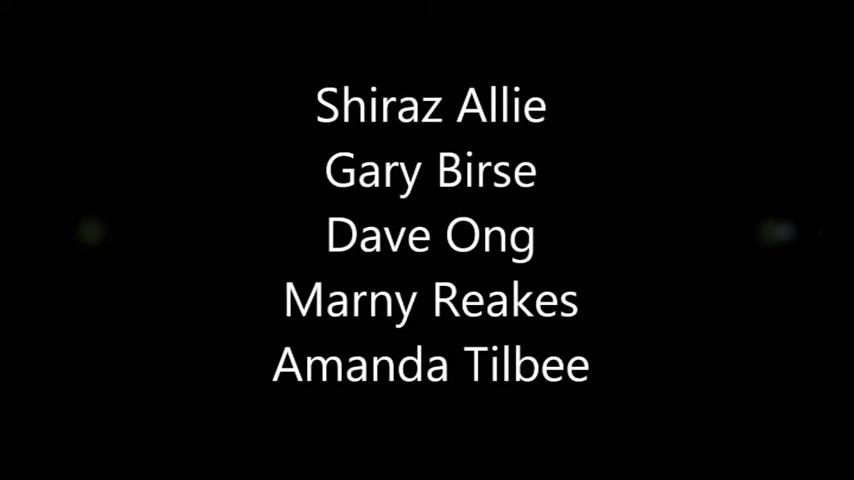 Shiraz Allie
Gary Birse
Dave Ong
Marny Reakes
Amanda Tilbee